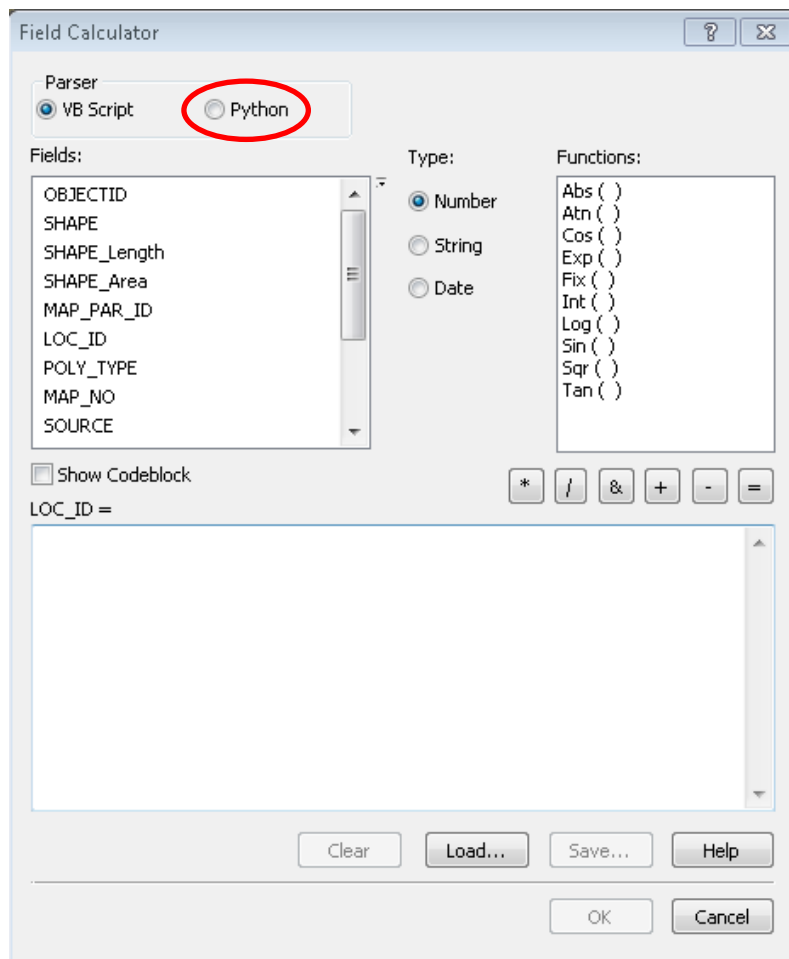 Field Calculator
Parser
VB Script Python
Fields: Type: Functions:
OBJECTID
SHAPE
SHAPE_Length
SHAPE_Area
MAP_PAR_ID
LOC_ID
POLY_TYPE
MAP_NO
SOURCE
Number
String
Date
Abs ( )
Atn ( )
Cos ( )
Exp ( )
Fix ( )
Int ( )
Log ( )
Sin ( )
Sqr ( )
Tan ( )
Show Codeblock
* / & + - =
LOC_ID =
Clear Load... Save... Help
OK Cancel